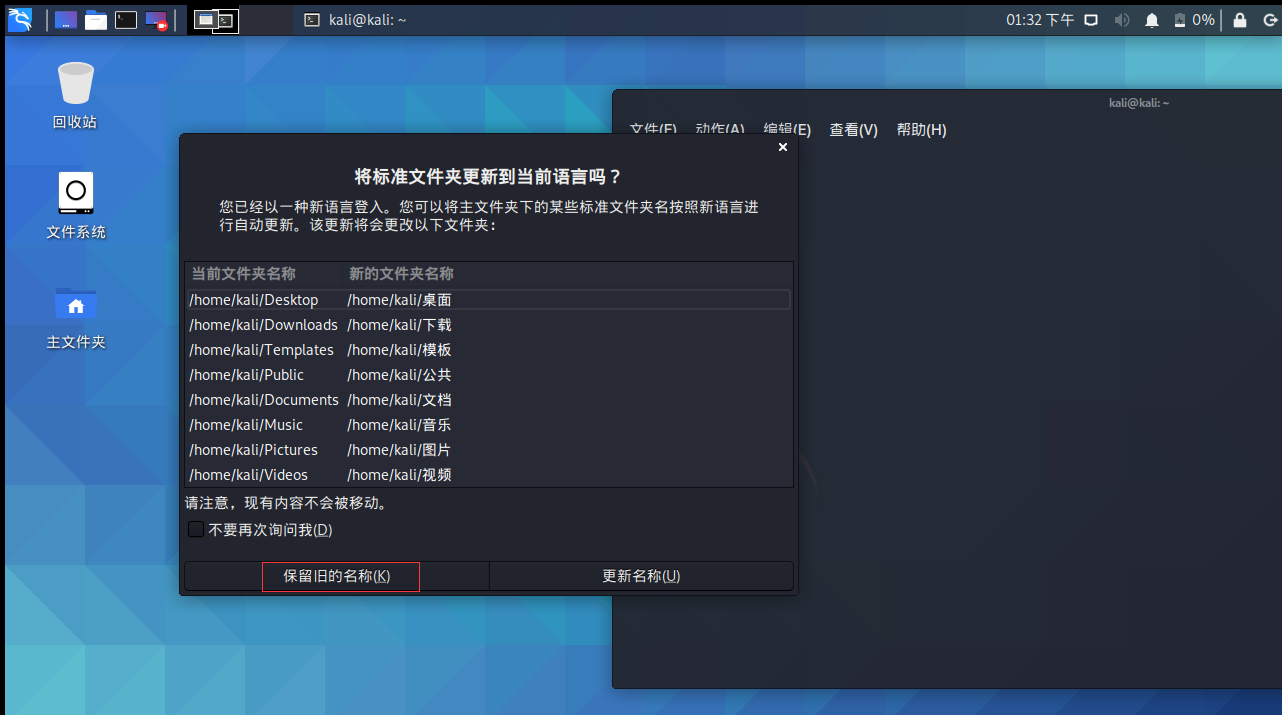 kali@kali: ~
01:32 下午
0%
回收站
文件系统
主文件夹
kali@kali: ~
文件(F) 动作(A) 编辑(E) 查看(V) 帮助(H)
将标准文件夹更新到当前语言吗？
您已经以一种新语言登入。您可以将主文件夹下的某些标准文件夹名按照新语言进
行自动更新。该更新将会更改以下文件夹：
当前文件夹名称 新的文件夹名称
/home/kali/Desktop /home/kali/桌面
/home/kali/Downloads /home/kali/下载
/home/kali/Templates /home/kali/模板
/home/kali/Public /home/kali/公共
/home/kali/Documents /home/kali/文档
/home/kali/Music /home/kali/音乐
/home/kali/Pictures /home/kali/图片
/home/kali/Videos /home/kali/视频
请注意，现有内容不会被移动。
不要再次询问我(D)
保留旧的名称(K) 更新名称(U)